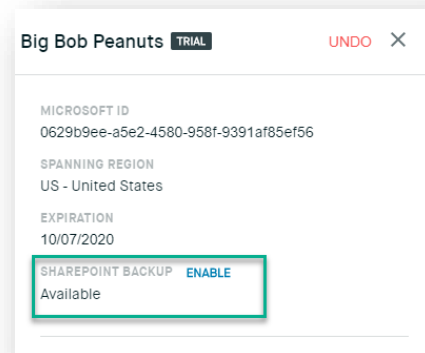 Big Bob Peanuts TRIAL UNDO
MICROSOFT ID
0629b9ee-a5e2-4580-958f-9391af85ef56
SPANNING REGION
US - United States
EXPIRATION
10/07/2020
SHAREPOINT BACKUP ENABLE
Available